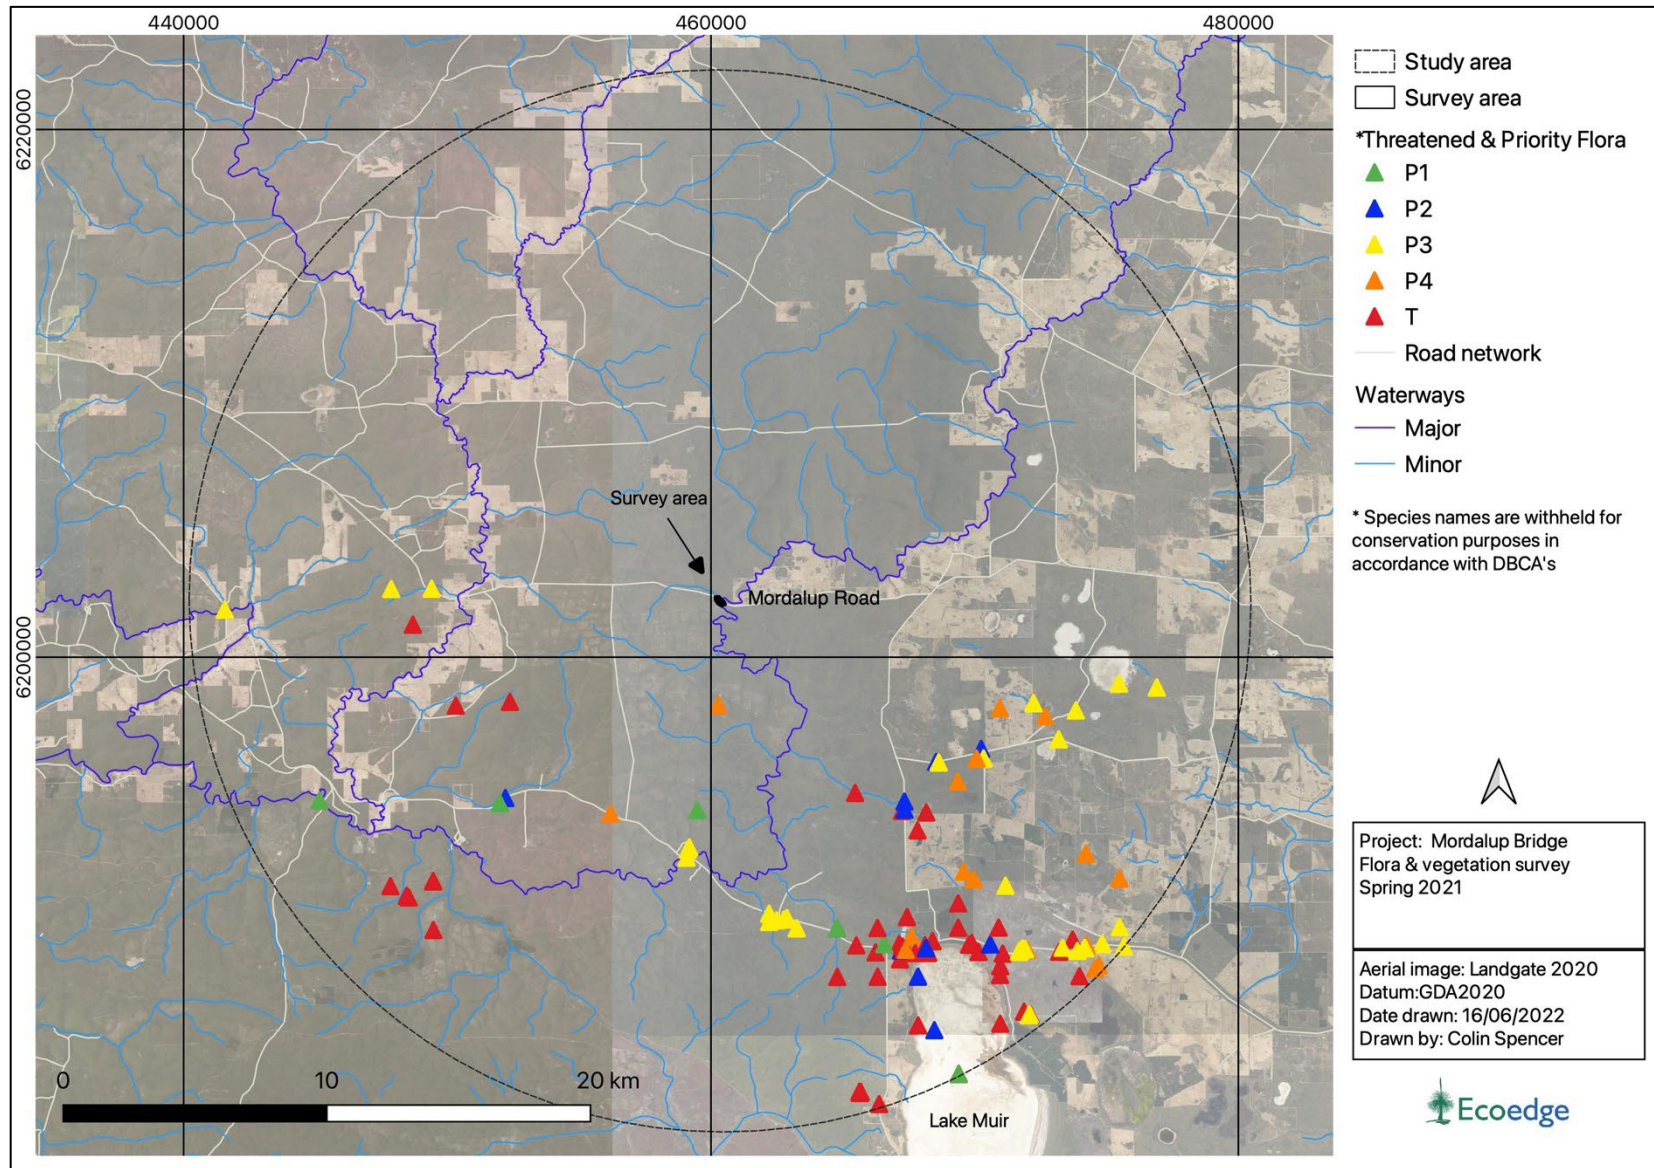 440000
460000
480000
6220000
6200000
Survey area
Mordalup Road
0
10
20 km
Lake Muir
Study area
Survey area
*Threatened & Priority Flora
P1
P2
P3
P4
T
Road network
Waterways
Major
Minor
* Species names are withheld for
conservation purposes in
accordance with DBCA's
Project: Mordalup Bridge
Flora & vegetation survey
Spring 2021
Aerial image: Landgate 2020
Datum:GDA2020
Date drawn: 16/06/2022
Drawn by: Colin Spencer
Ecoedge